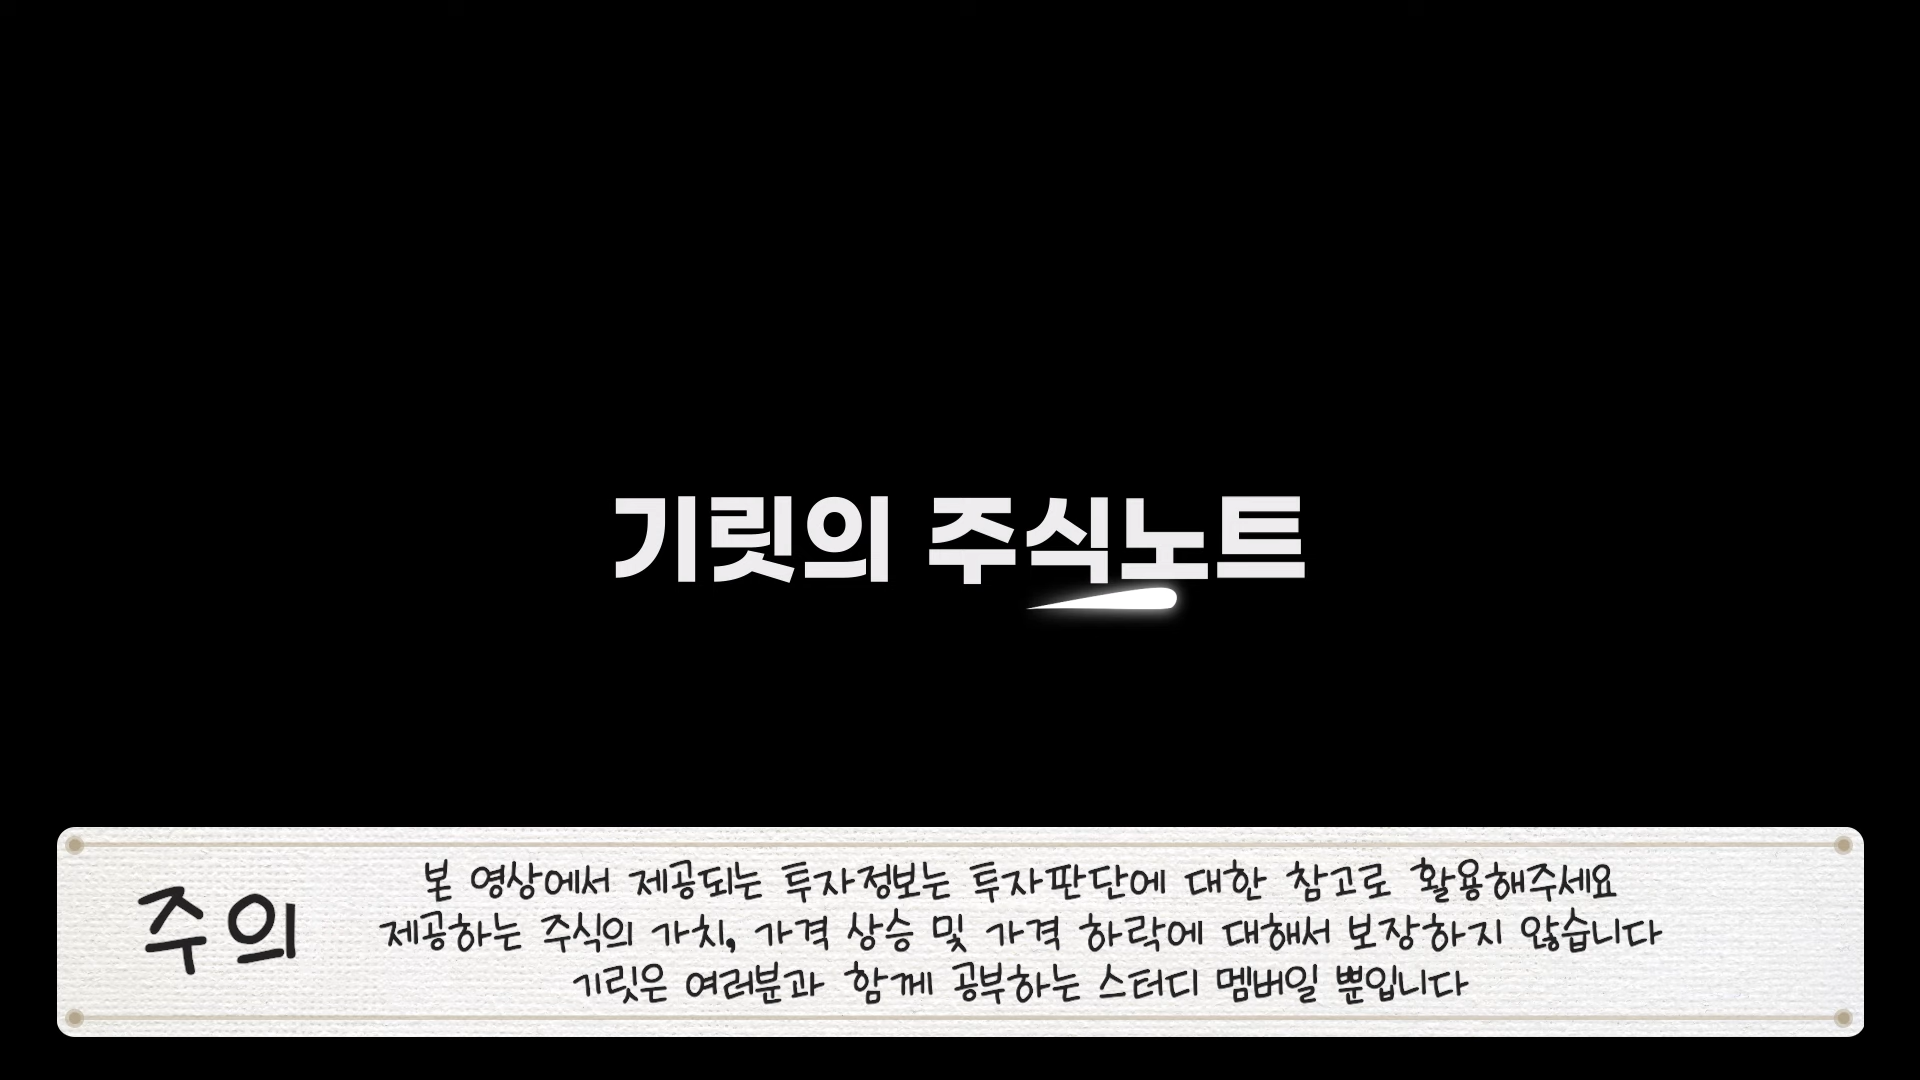 기릿의 주식노트
주의
본 영상에서 제공되는 투자정보는 투자판단에 대한 참고로 활용해주세요
제공하는 주식의 가치, 가격 상승 및 가격 하락에 대해서 보장하지 않습니다
기릿은 여러분과 함께 공부하는 스터디 멤버일 뿐입니다